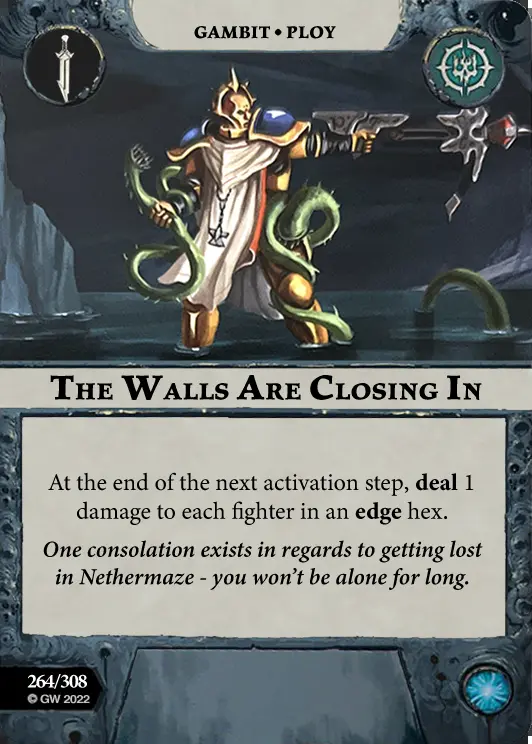 GAMBIT • PLOY
THE WALLS ARE CLOSING IN
At the end of the next activation step, deal 1
damage to each fighter in an edge hex.
One consolation exists in regards to getting lost
in Nethermaze - you won't be alone for long.
264/308
© GW 2022